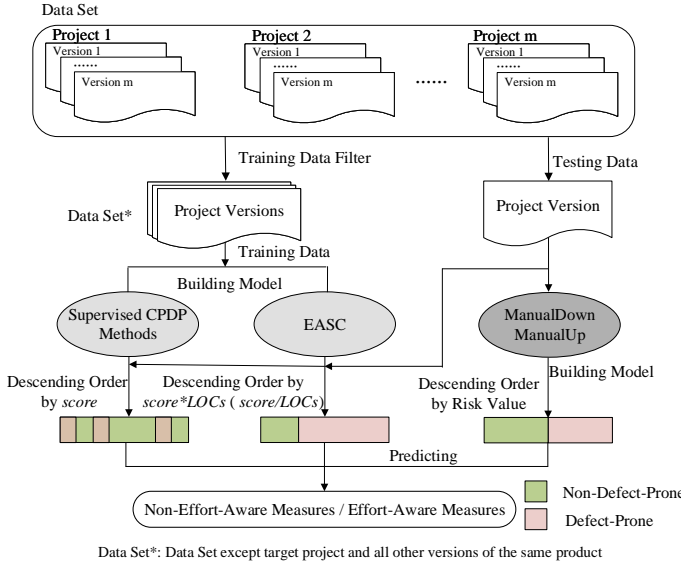 Data Set
Project 1
Version 1
......
Version m
Project 2
Version 1
......
Version m
......
Project m
Version 1
......
Version m
Training Data Filter
Testing Data
Data Set*
Project Versions
Project Version
Training Data
Building Model
Supervised CPDP
Methods
EASC
ManualDown
ManualUp
Building Model
Descending Order
by score
Descending Order by
score*LOCs ( score/LOCs)
Descending Order
by Risk Value
Predicting
Non-Effort-Aware Measures / Effort-Aware Measures
Non-Defect-Prone
Defect-Prone
Data Set*: Data Set except target project and all other versions of the same product